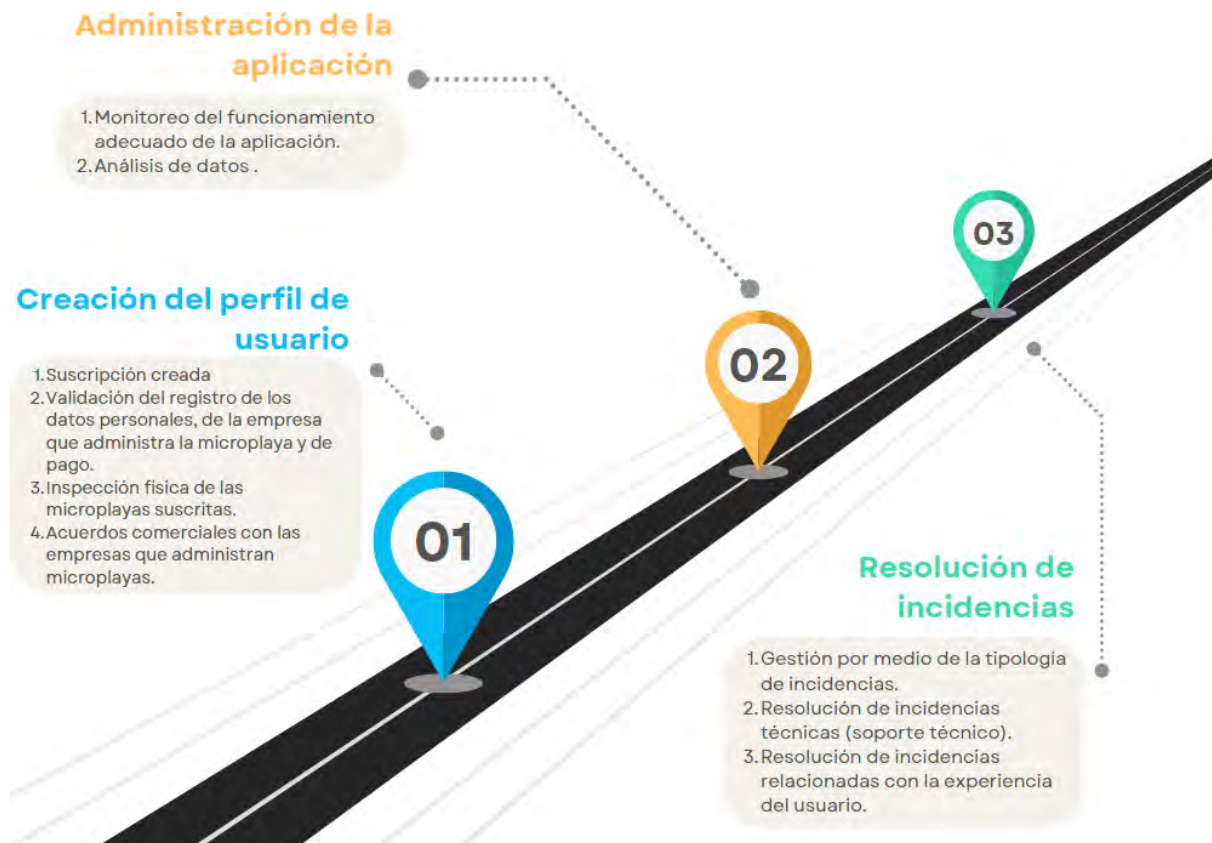 Administración de la
aplicación
1. Monitoreo del funcionamiento
adecuado de la aplicación.
2. Análisis de datos .
03
Creación del perfil de
usuario
1. Suscripción creada
2. Validación del registro de los
datos personales, de la empresa
que administra la microplaya y de
pago.
3. Inspección física de las
microplayas suscritas.
4. Acuerdos comerciales con las
empresas que administran
microplayas.
02
01
Resolución de
incidencias
1. Gestión por medio de la tipología
de incidencias.
2. Resolución de incidencias
técnicas (soporte técnico).
3. Resolución de incidencias
relacionadas con la experiencia
del usuario.